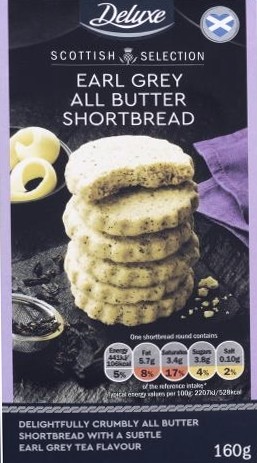 Deluxe
SCOTTISH SELECTION
EARL GREY
ALL BUTTER
SHORTBREAD
One shortbread round contains
Energy Fat Saturates Sugars Salt
441kJ 5.7g 3.4g 3.8g 0.10g
106kcal
5% 8% 17% 4% 2%
of the reference intake*
Typical energy values per 100g: 2207kJ/528kcal
DELIGHTFULLY CRUMBLY ALL BUTTER
SHORTBREAD WITH A SUBTLE
EARL GREY TEA FLAVOUR
160g